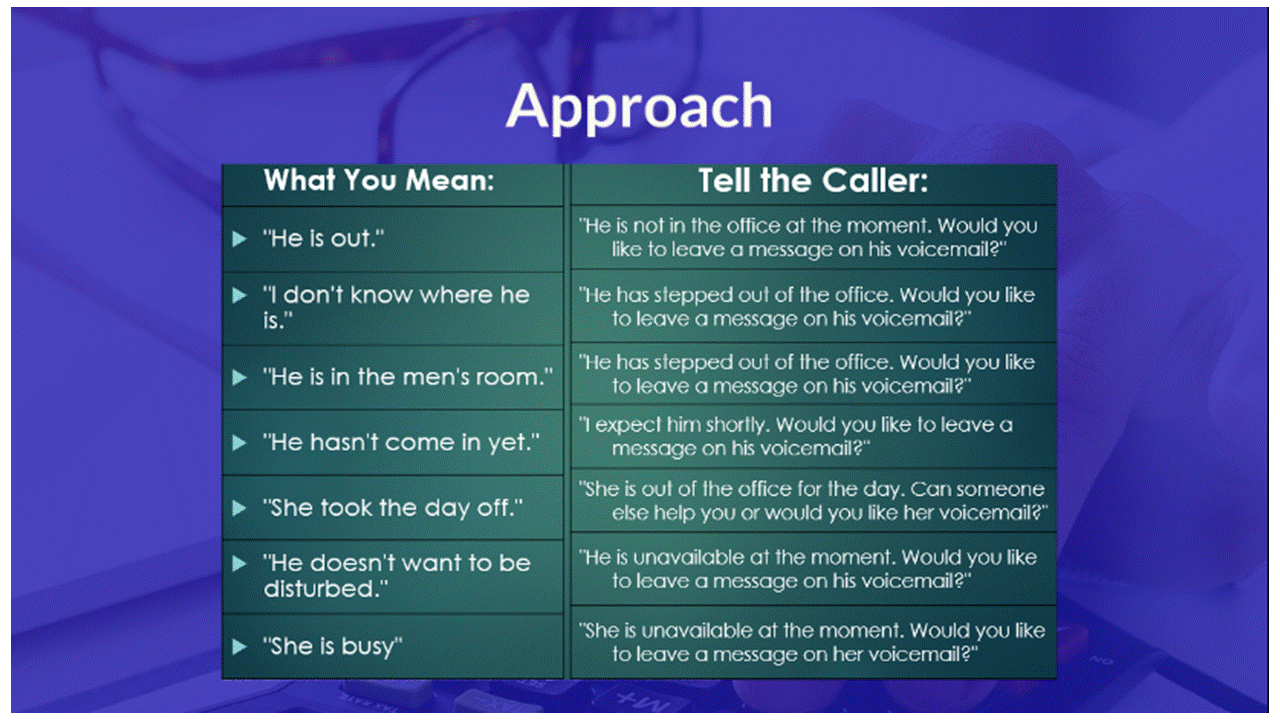 Approach
What You Mean:
Tell the Caller:
"He is out."
"He is not in the office at the moment. Would you
like to leave a message on his voicemail?"
"I don't know where he
is."
"He has stepped out of the office. Would you like
to leave a message on his voicemail?"
"He is in the men's room."
"He has stepped out of the office. Would you like
to leave a message on his voicemail?"
"He hasn't come in yet."
"I expect him shortly. Would you like to leave a
message on his voicemail?"
"She took the day off."
"She is out of the office for the day. Can someone
else help you or would you like her voicemail?"
"He doesn't want to be
disturbed."
"He is unavailable at the moment. Would you like
to leave a message on his voicemail?"
"She is busy"
"She is unavailable at the moment. Would you like
to leave a message on her voicemail?"
ON
SET
M+
TAX RATE